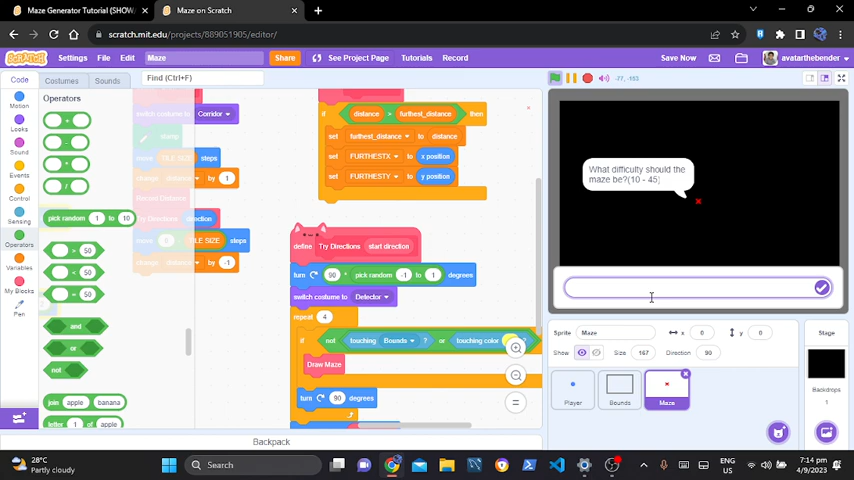 Maze Generator Tutorial (SHOW
Maze on Scratch
scratch.mit.edu/projects/889051905/editor/
SCRATCH
Settings
File
Edit
Maze
Share
See Project Page
Tutorials
Record
Save Now
avatarthebender
Code
Costumes
Sounds
Find (Ctrl+F)
-77, -153
Motion
Looks
Sound
Events
Control
Sensing
Operators
Variables
My Blocks
Pen
Operators
+
-
*
/
pick random 1 to 10
> 50
< 50
= 50
and
or
not
join apple banana
letter 1 of apple
switch costume to Corridor
stamp
move TILE SIZE steps
change distance by 1
Record Distance
Try Directions direction
TILE SIZE steps
change distance by -1
if distance > furthest_distance then
set furthest_distance to distance
set FURTHESTX to x position
set FURTHESTY to y position
define Try Directions start direction
turn 90 * pick random -1 to 1 degrees
switch costume to Detector
repeat 4
if not touching Bounds ? or touching color ?
Draw Maze
turn 90 degrees
What difficulty should the
maze be?(10 - 45)
Sprite Maze x 0 y 0
Show Size 167 Direction 90
Player
Bounds
Maze
Stage
Backdrops
1
Backpack
28°C
Partly cloudy
Search
ENG
US
7:14 pm
4/9/2023